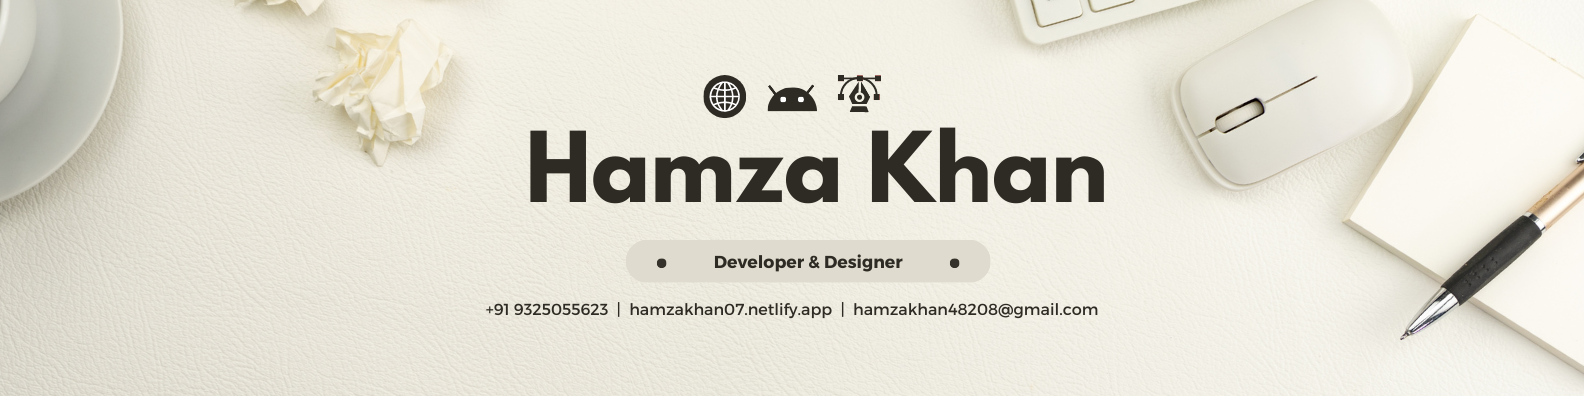 Hamza Khan
Developer & Designer
+91 9325055623 | hamzakhan07.netlify.app | hamzakhan48208@gmail.com